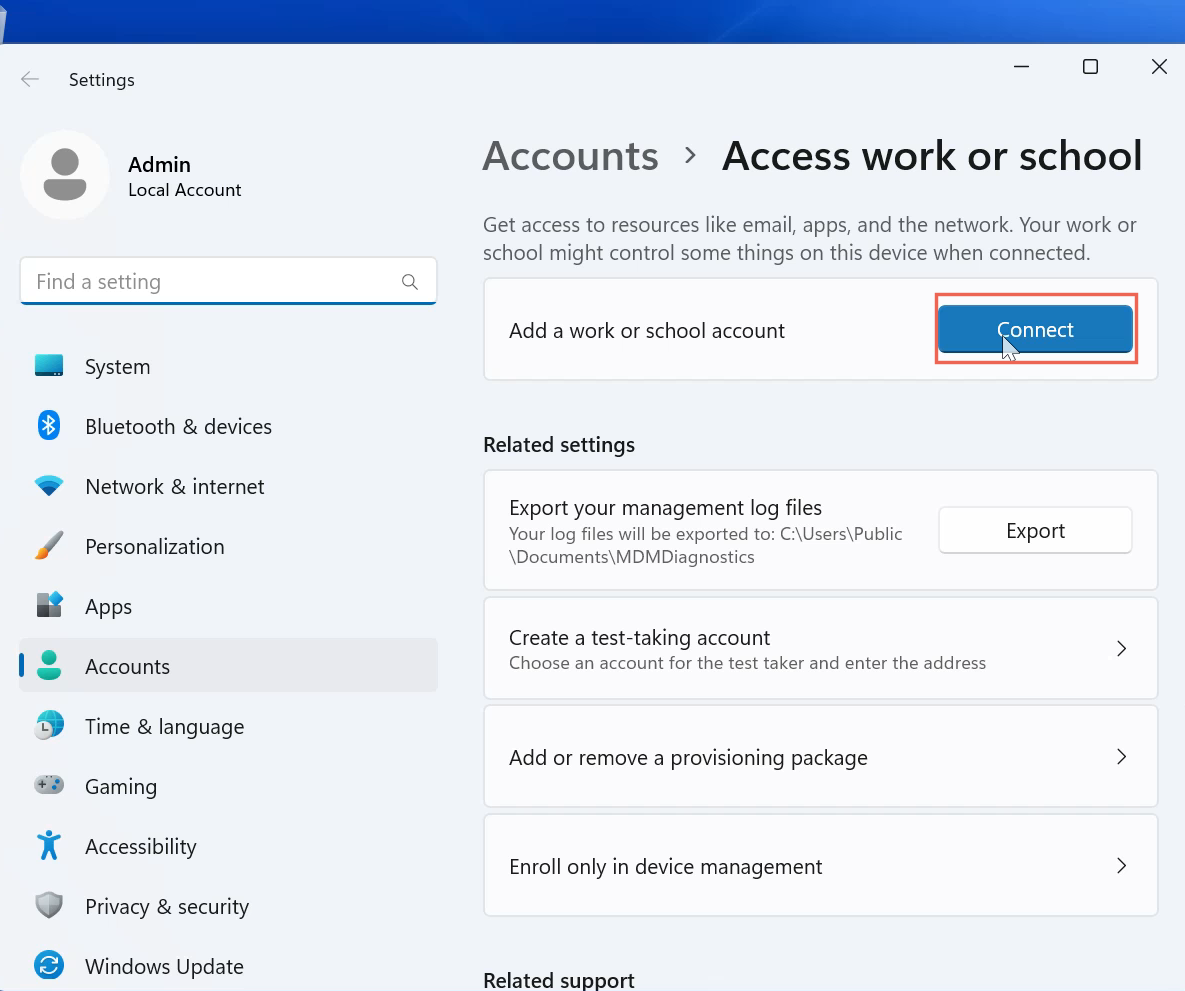 Settings
Admin
Local Account
Find a setting
System
Bluetooth & devices
Network & internet
Personalization
Apps
Accounts
Time & language
Gaming
Accessibility
Privacy & security
Windows Update
Accounts > Access work or school
Get access to resources like email, apps, and the network. Your work or
school might control some things on this device when connected.
Add a work or school account
Connect
Related settings
Export your management log files
Your log files will be exported to: C:\Users\Public
\Documents\MDMDiagnostics
Export
Create a test-taking account
Choose an account for the test taker and enter the address
Add or remove a provisioning package
Enroll only in device management
Related support